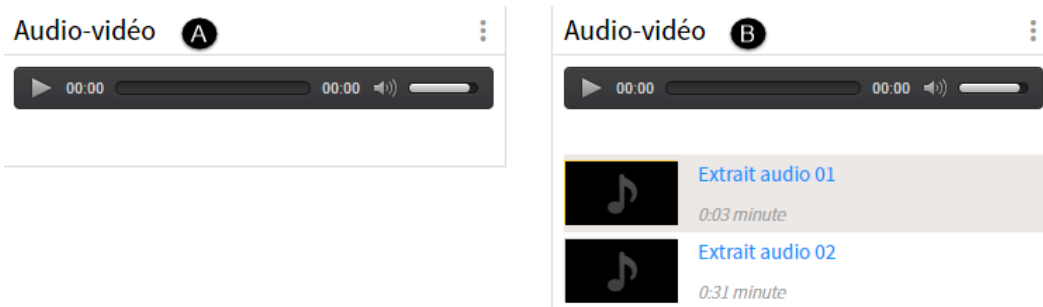 Audio-vidéo A
00:00 00:00
Audio-vidéo B
00:00 00:00
Extrait audio 01
0:03 minute
Extrait audio 02
0:31 minute